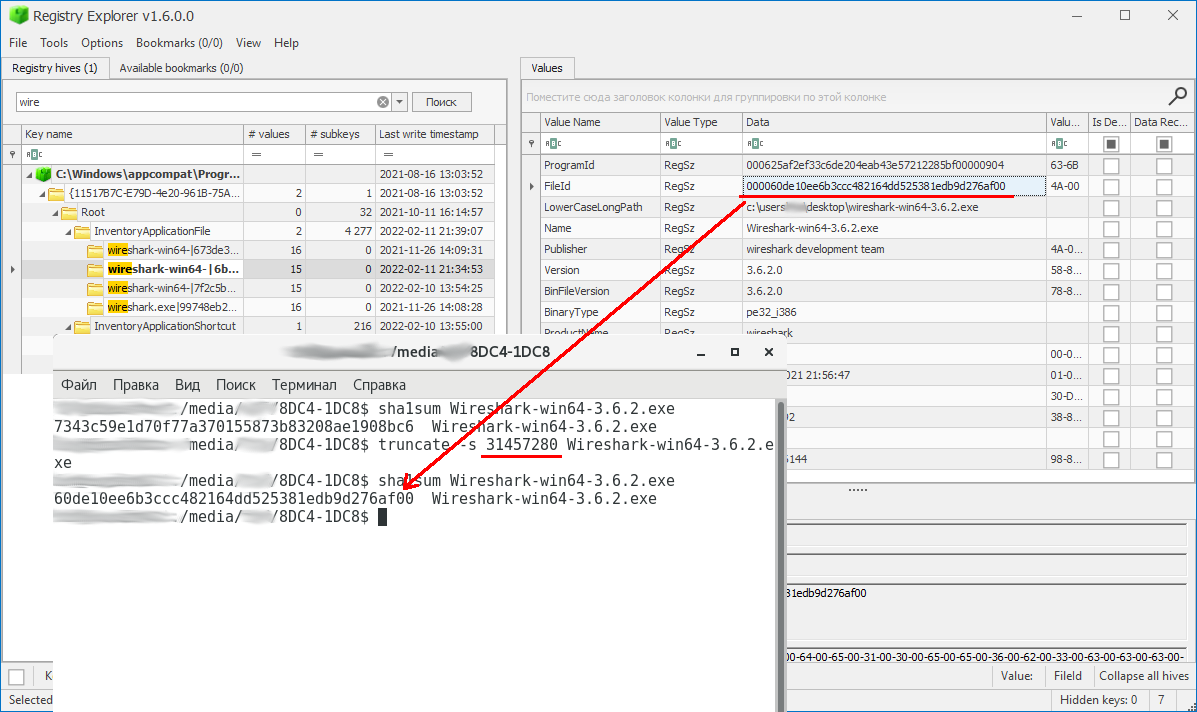 Registry Explorer v1.6.0.0
File Tools Options Bookmarks (0/0) View Help
Registry hives (1) Available bookmarks (0/0)
wire Поиск
Key name # values # subkeys Last write timestamp
= = =
C:\Windows\appcompat\Progr... 2021-08-16 13:03:52
{11517B7C-E79D-4e20-961B-75A... 2 1 2021-08-16 13:03:52
Root 0 32 2021-10-11 16:14:57
InventoryApplicationFile 2 4 277 2022-02-11 21:39:07
wireshark-win64-|673de3... 16 0 2021-11-26 14:09:31
wireshark-win64-|6b... 15 0 2022-02-11 21:34:53
wireshark-win64-|7f2c5b... 15 0 2022-02-10 13:54:25
wireshark.exe|99748eb2... 16 0 2021-11-26 14:08:28
InventoryApplicationShortcut 1 216 2022-02-10 13:55:00
Values
Поместите сюда заголовок колонки для группировки по этой колонке
Value Name Value Type Data Valu... Is De... Data Rec...
ProgramId RegSz 000625af2ef33c6de204eab43e57212285bf00000904 63-6B
FileId RegSz 000060de10ee6b3ccc482164dd525381edb9d276af00 4A-00
LowerCaseLongPath RegSz c:\users\ \desktop\wireshark-win64-3.6.2.exe
Name RegSz Wireshark-win64-3.6.2.exe
Publisher RegSz wireshark development team 4A-0...
Version RegSz 3.6.2.0 58-8...
BinFileVersion RegSz 3.6.2.0 78-8...
BinaryType RegSz pe32_i386
ProductName RegSz wireshark
00-0...
021 21:56:47 01-0...
30-D...
38-8...
5144 98-8...
/media 8DC4-1DC8
Файл Правка Вид Поиск Терминал Справка
/media/ /8DC4-1DC8$ sha1sum Wireshark-win64-3.6.2.exe
7343c59e1d70f77a370155873b83208ae1908bc6 Wireshark-win64-3.6.2.exe
media/ /8DC4-1DC8$ truncate -s 31457280 Wireshark-win64-3.6.2.e
xe
/media/ /8DC4-1DC8$ sha1sum Wireshark-win64-3.6.2.exe
60de10ee6b3ccc482164dd525381edb9d276af00 Wireshark-win64-3.6.2.exe
/media/ /8DC4-1DC8$
31edb9d276af00
00-64-00-65-00-31-00-30-00-65-00-65-00-36-00-62-00-33-00-63-00-63-00-63-00-
Value: FileId Collapse all hives
Selected Hidden keys: 0 7